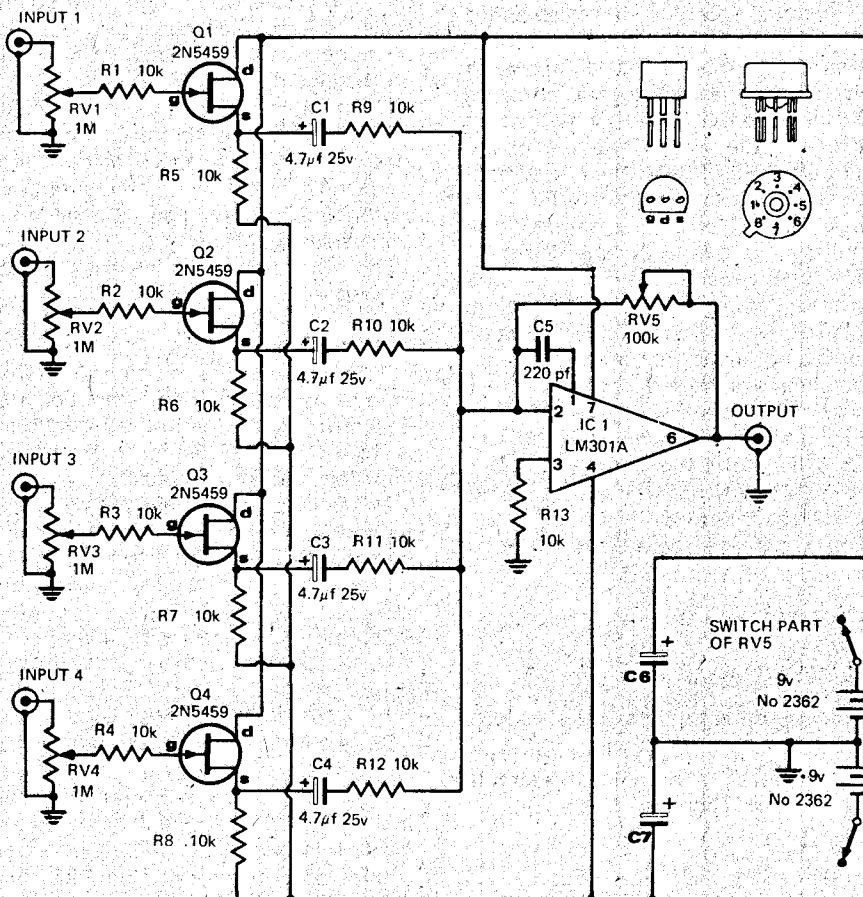 INPUT 1
Q1
2N5459
R1 10k
RV1
1M
g
d
s
C1
R9 10k
4.7µf 25v
R5 10k
3
2 4
1 5
8 6
7
g d s
INPUT 2
Q2
2N5459
R2 10k
RV2
1M
g
d
s
C2
R10 10k
4.7µf 25v
R6 10k
RV5
100k
C5
220 pf
1
2
7
IC 1
LM301A
6
3
4
OUTPUT
R13
10k
INPUT 3
Q3
2N5459
R3 10k
RV3
1M
g
d
s
C3
R11 10k
4.7µf 25v
R7 10k
SWITCH PART
OF RV5
+
C6
9v
No 2362
INPUT 4
Q4
2N5459
R4 10k
RV4
1M
g
d
s
C4
R12 10k
4.7µf 25v
R8 10k
9v
No 2362
+
C7